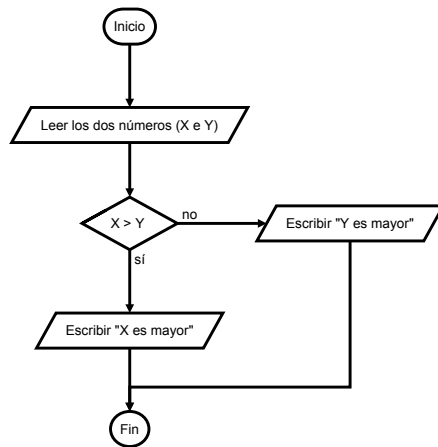 Inicio
Leer los dos números (X e Y)
X > Y
no
Escribir "Y es mayor"
sí
Escribir "X es mayor"
Fin